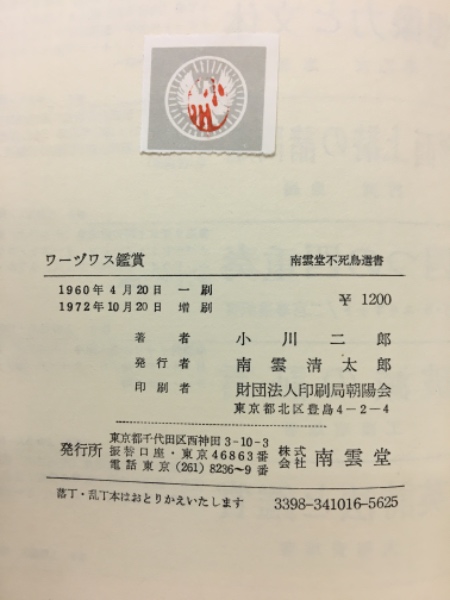 ワーヅワス鑑賞 南雲堂不死鳥選書
1960年4月20日 一刷
1972年10月20日 増刷 ¥1200
著者 小川二郎
発行者 南雲清太郎
印刷者 財団法人印刷局朝陽会
東京都北区豊島4-2-4
発行所 東京都千代田区西神田3-10-3
振替口座・東京46863番
電話東京(261)8236~9番
株式会社 南雲堂
落丁・乱丁本はおとりかえいたします 3398-341016-5625